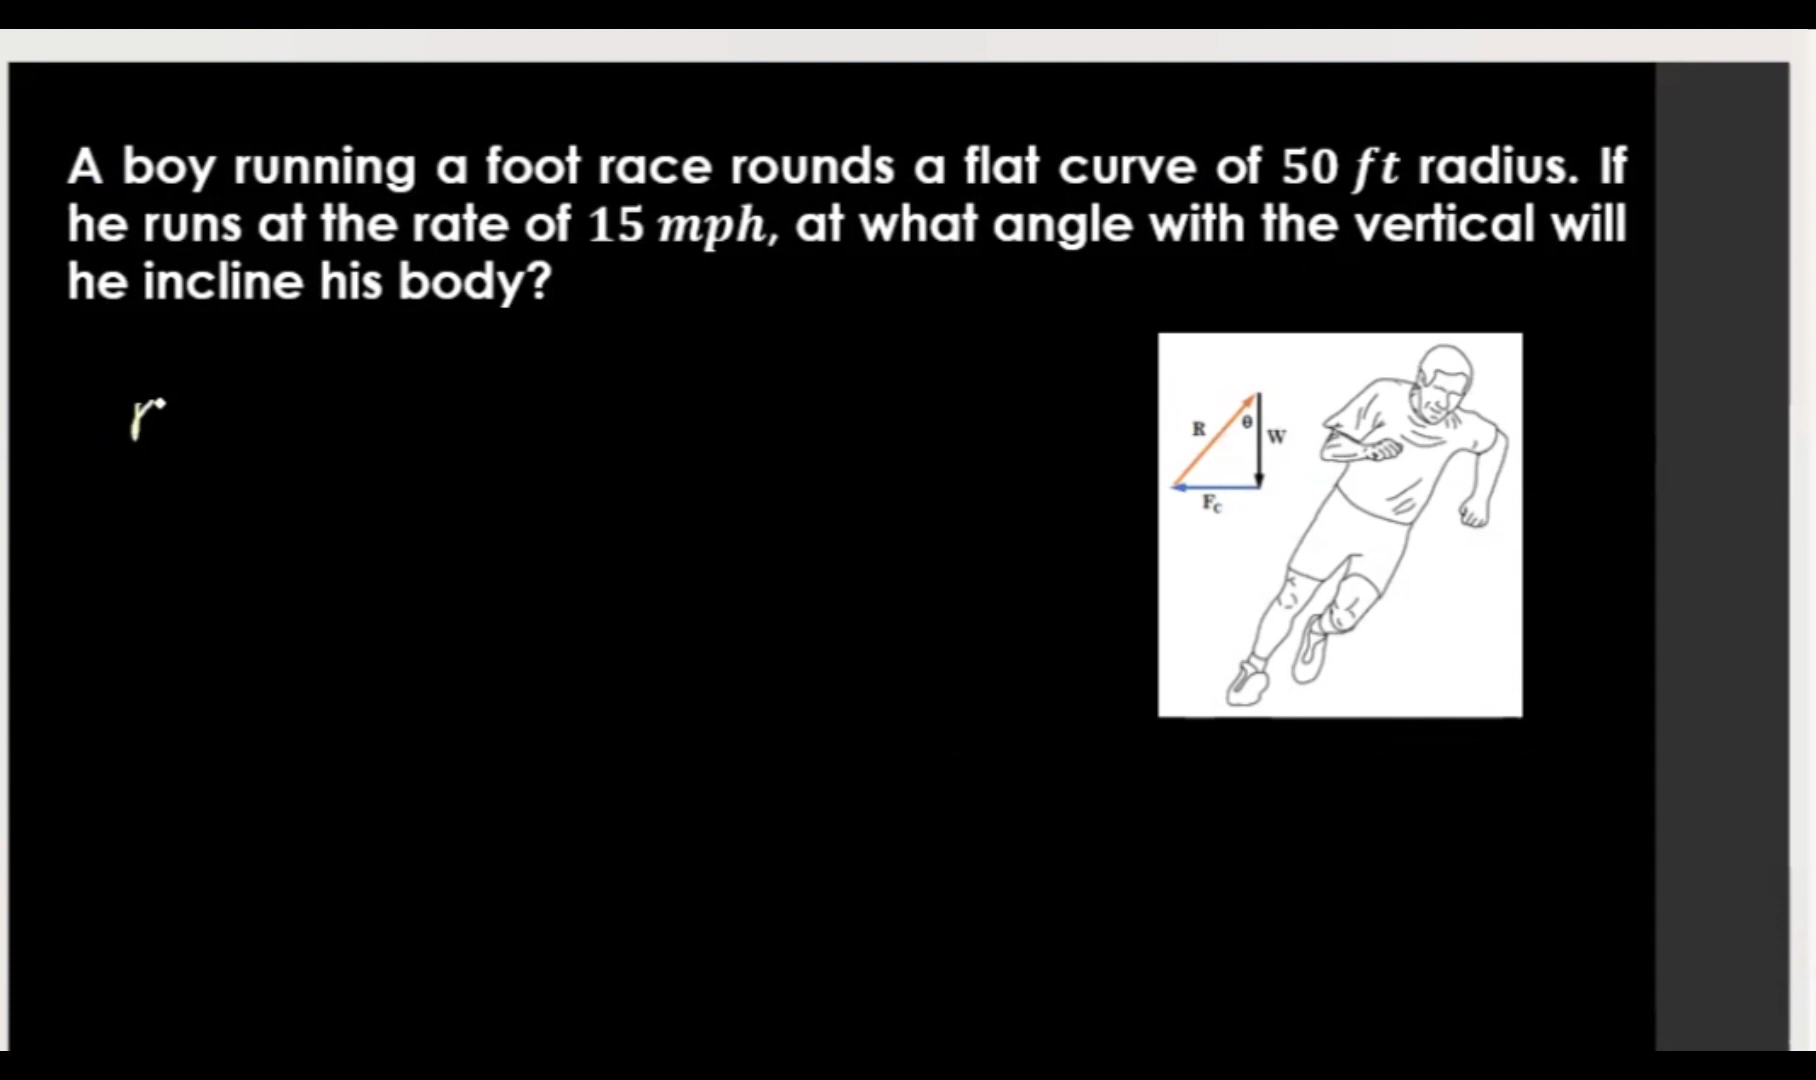 A boy running a foot race rounds a flat curve of 50 ft radius. If
he runs at the rate of 15 mph, at what angle with the vertical will
he incline his body?
r
R
θ
W
Fc